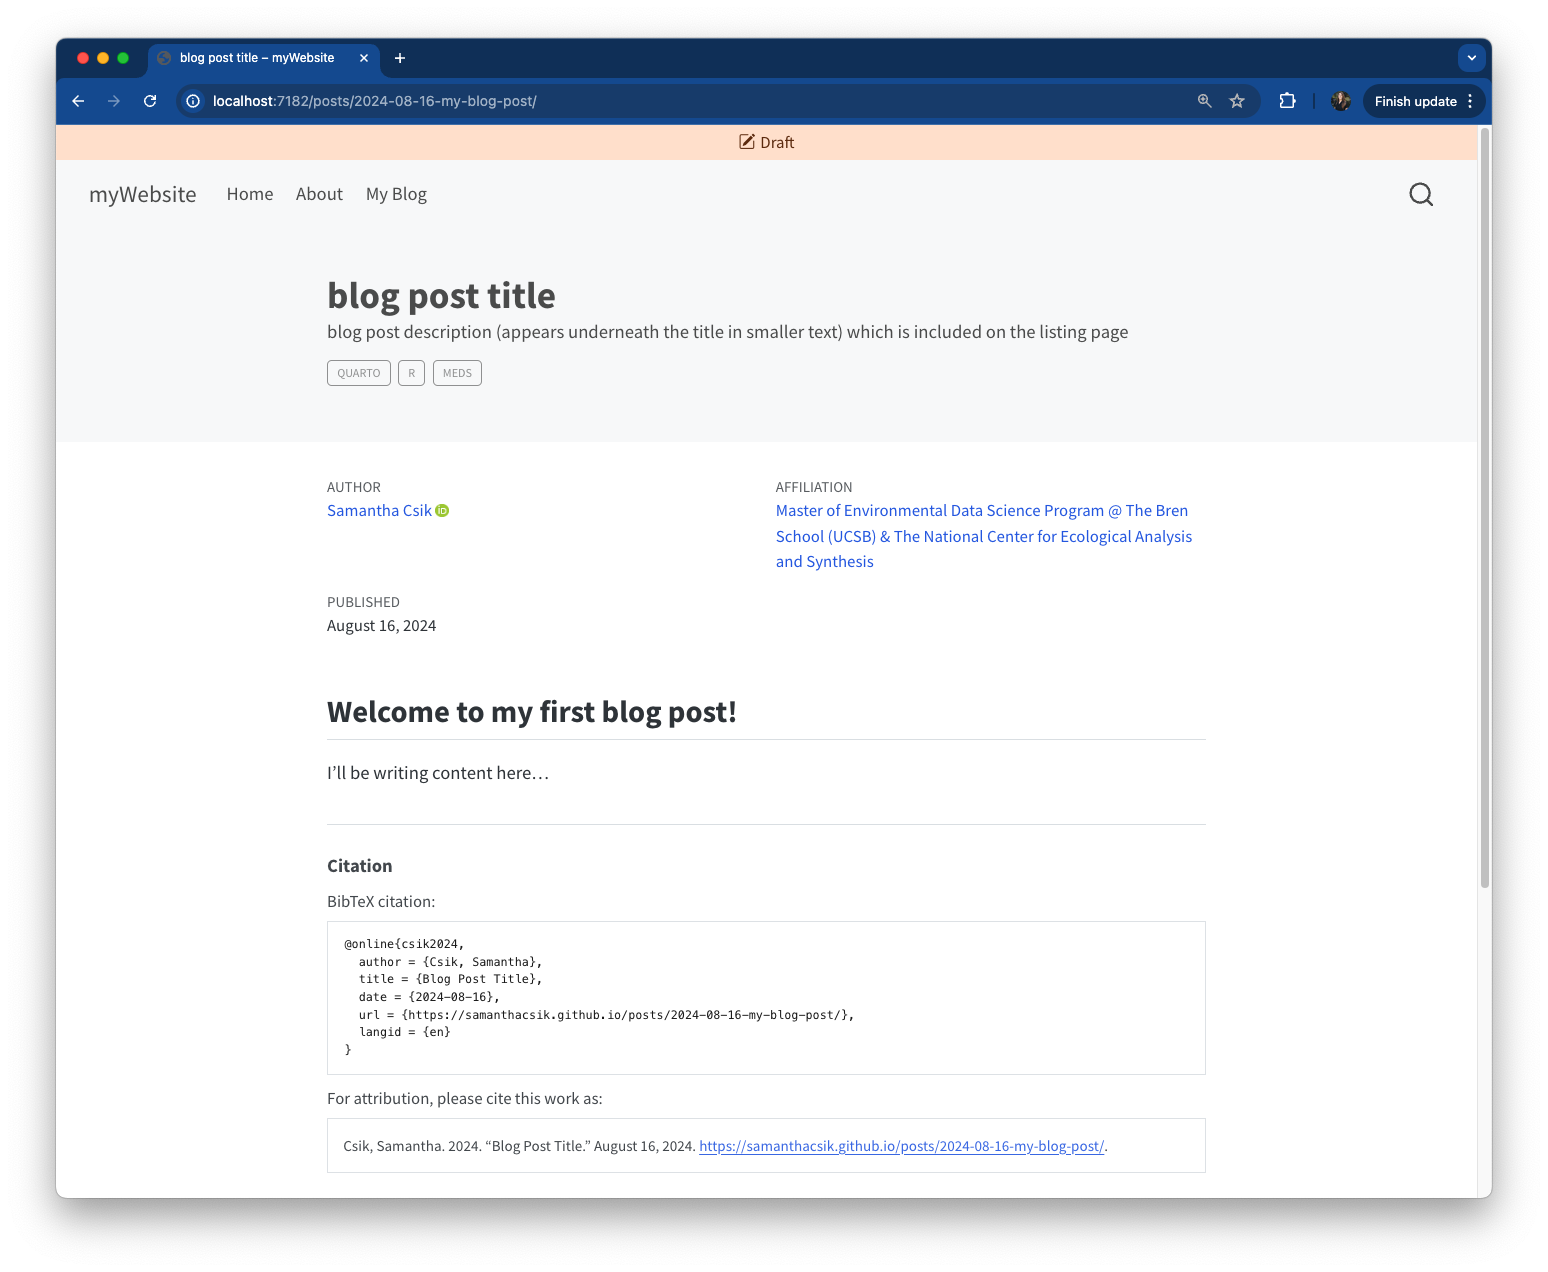 blog post title – myWebsite
localhost:7182/posts/2024-08-16-my-blog-post/
Finish update
Draft
myWebsite Home About My Blog
blog post title
blog post description (appears underneath the title in smaller text) which is included on the listing page
QUARTO R MEDS
AUTHOR
Samantha Csik iD
AFFILIATION
Master of Environmental Data Science Program @ The Bren
School (UCSB) & The National Center for Ecological Analysis
and Synthesis
PUBLISHED
August 16, 2024
Welcome to my first blog post!
I’ll be writing content here…
Citation
BibTeX citation:
@online{csik2024,
  author = {Csik, Samantha},
  title = {Blog Post Title},
  date = {2024-08-16},
  url = {https://samanthacsik.github.io/posts/2024-08-16-my-blog-post/},
  langid = {en}
}
For attribution, please cite this work as:
Csik, Samantha. 2024. “Blog Post Title.” August 16, 2024. https://samanthacsik.github.io/posts/2024-08-16-my-blog-post/.